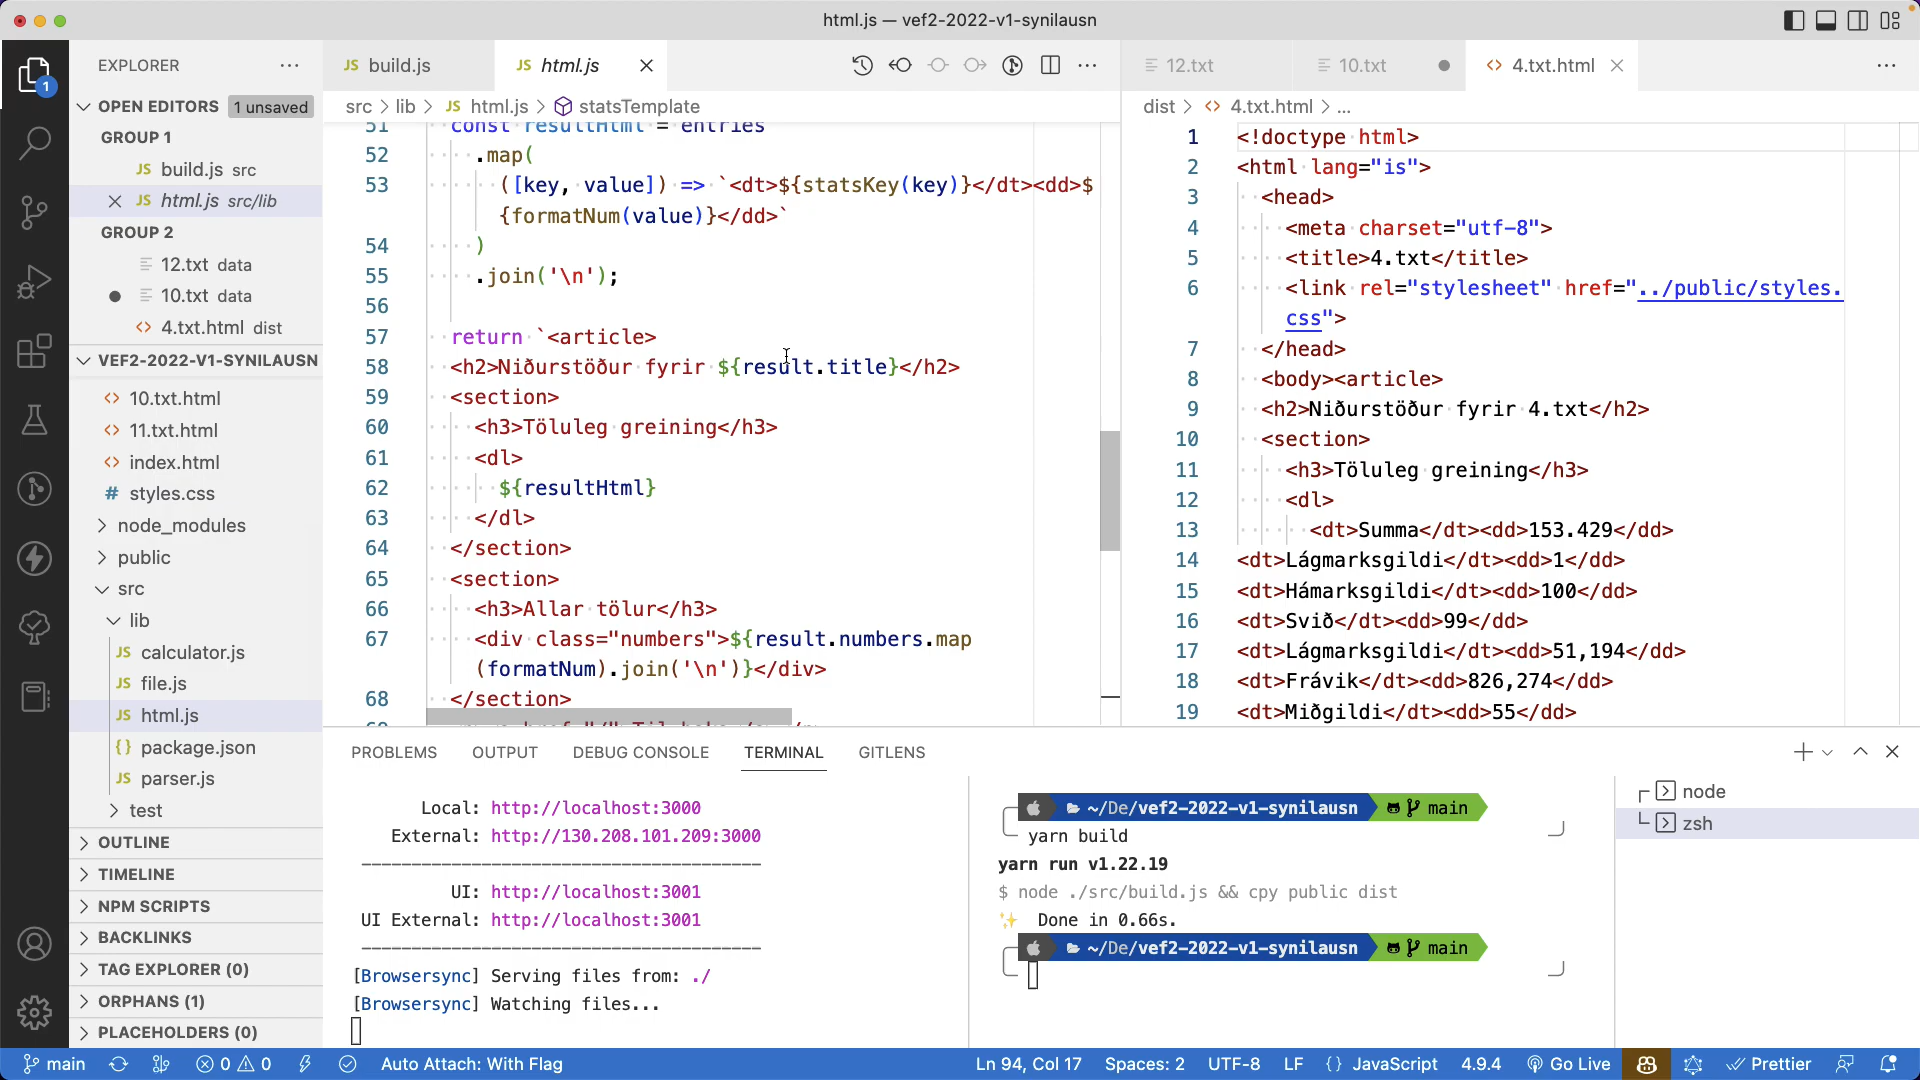 html.js — vef2-2022-v1-synilausn
EXPLORER
OPEN EDITORS 1 unsaved
GROUP 1
JS build.js src
JS html.js src/lib
GROUP 2
12.txt data
10.txt data
4.txt.html dist
VEF2-2022-V1-SYNILAUSN
10.txt.html
11.txt.html
index.html
# styles.css
node_modules
public
src
lib
JS calculator.js
JS file.js
JS html.js
{} package.json
JS parser.js
test
OUTLINE
TIMELINE
NPM SCRIPTS
BACKLINKS
TAG EXPLORER (0)
ORPHANS (1)
PLACEHOLDERS (0)
JS build.js
JS html.js
src > lib > JS html.js > statsTemplate
51 const resultHtml = entries
52 .map(
53 ([key, value]) => `<dt>${statsKey(key)}</dt><dd>$
{formatNum(value)}</dd>`
54 )
55 .join('\n');
56
57 return `<article>
58 <h2>Niðurstöður fyrir ${result.title}</h2>
59 <section>
60 <h3>Töluleg greining</h3>
61 <dl>
62 ${resultHtml}
63 </dl>
64 </section>
65 <section>
66 <h3>Allar tölur</h3>
67 <div class="numbers">${result.numbers.map
(formatNum).join('\n')}</div>
68 </section>
12.txt
10.txt
4.txt.html
dist > 4.txt.html > ...
1 <!doctype html>
2 <html lang="is">
3 <head>
4 <meta charset="utf-8">
5 <title>4.txt</title>
6 <link rel="stylesheet" href="../public/styles.
css">
7 </head>
8 <body><article>
9 <h2>Niðurstöður fyrir 4.txt</h2>
10 <section>
11 <h3>Töluleg greining</h3>
12 <dl>
13 <dt>Summa</dt><dd>153.429</dd>
14 <dt>Lágmarksgildi</dt><dd>1</dd>
15 <dt>Hámarksgildi</dt><dd>100</dd>
16 <dt>Svið</dt><dd>99</dd>
17 <dt>Lágmarksgildi</dt><dd>51,194</dd>
18 <dt>Frávik</dt><dd>826,274</dd>
19 <dt>Miðgildi</dt><dd>55</dd>
PROBLEMS OUTPUT DEBUG CONSOLE TERMINAL GITLENS
Local: http://localhost:3000
External: http://130.208.101.209:3000
UI: http://localhost:3001
UI External: http://localhost:3001
[Browsersync] Serving files from: ./
[Browsersync] Watching files...
~/De/vef2-2022-v1-synilausn main
yarn build
yarn run v1.22.19
$ node ./src/build.js && cpy public dist
✨ Done in 0.66s.
~/De/vef2-2022-v1-synilausn main
node
zsh
1
main 0 0 Auto Attach: With Flag Ln 94, Col 17 Spaces: 2 UTF-8 LF {} JavaScript 4.9.4 Go Live Prettier